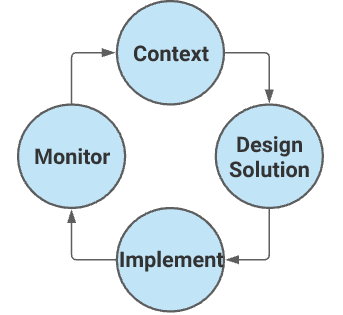 Context
Design
Solution
Implement
Monitor